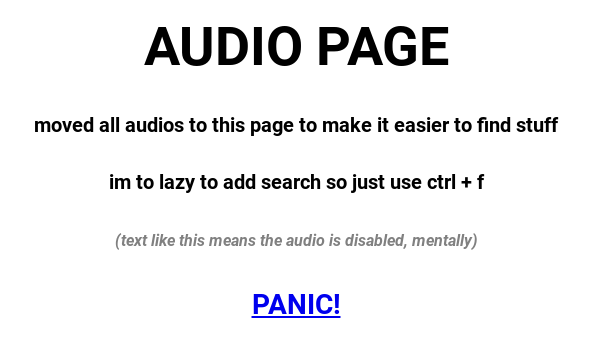 AUDIO PAGE
moved all audios to this page to make it easier to find stuff
im to lazy to add search so just use ctrl + f
(text like this means the audio is disabled, mentally)
PANIC!